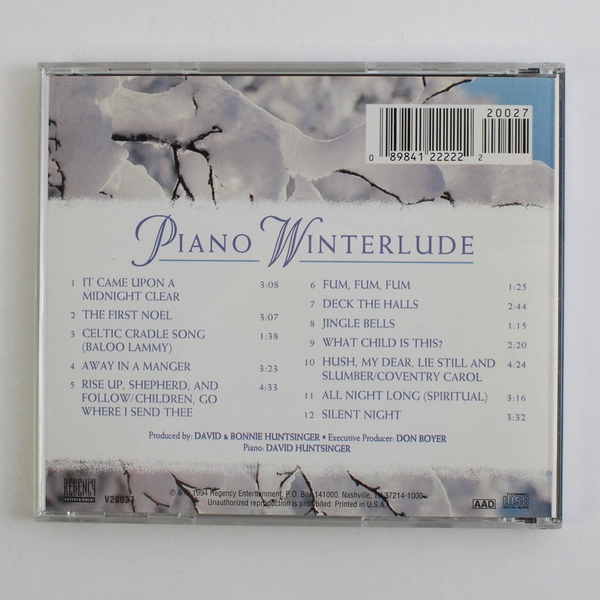 20027
0 89841 22222 2
PIANO WINTERLUDE
1 IT CAME UPON A 3:08
MIDNIGHT CLEAR
2 THE FIRST NOEL 3:07
3 CELTIC CRADLE SONG 1:38
(BALOO LAMMY)
4 AWAY IN A MANGER 3:23
5 RISE UP, SHEPHERD, AND 4:33
FOLLOW/CHILDREN, GO
WHERE I SEND THEE
6 FUM, FUM, FUM 1:25
7 DECK THE HALLS 2:44
8 JINGLE BELLS 1:15
9 WHAT CHILD IS THIS? 2:20
10 HUSH, MY DEAR, LIE STILL AND 4:24
SLUMBER/COVENTRY CAROL
11 ALL NIGHT LONG (SPIRITUAL) 3:16
12 SILENT NIGHT 3:32
Produced by: DAVID & BONNIE HUNTSINGER • Executive Producer: DON BOYER
Piano: DAVID HUNTSINGER
REGENCY
ENTERTAINMENT
V20027
℗ & © 1994 Regency Entertainment, P.O. Box 141000, Nashville, TN 37214-1000
Unauthorized reproduction is prohibited. Printed in U.S.A.
AAD
COMPACT
disc
DIGITAL AUDIO